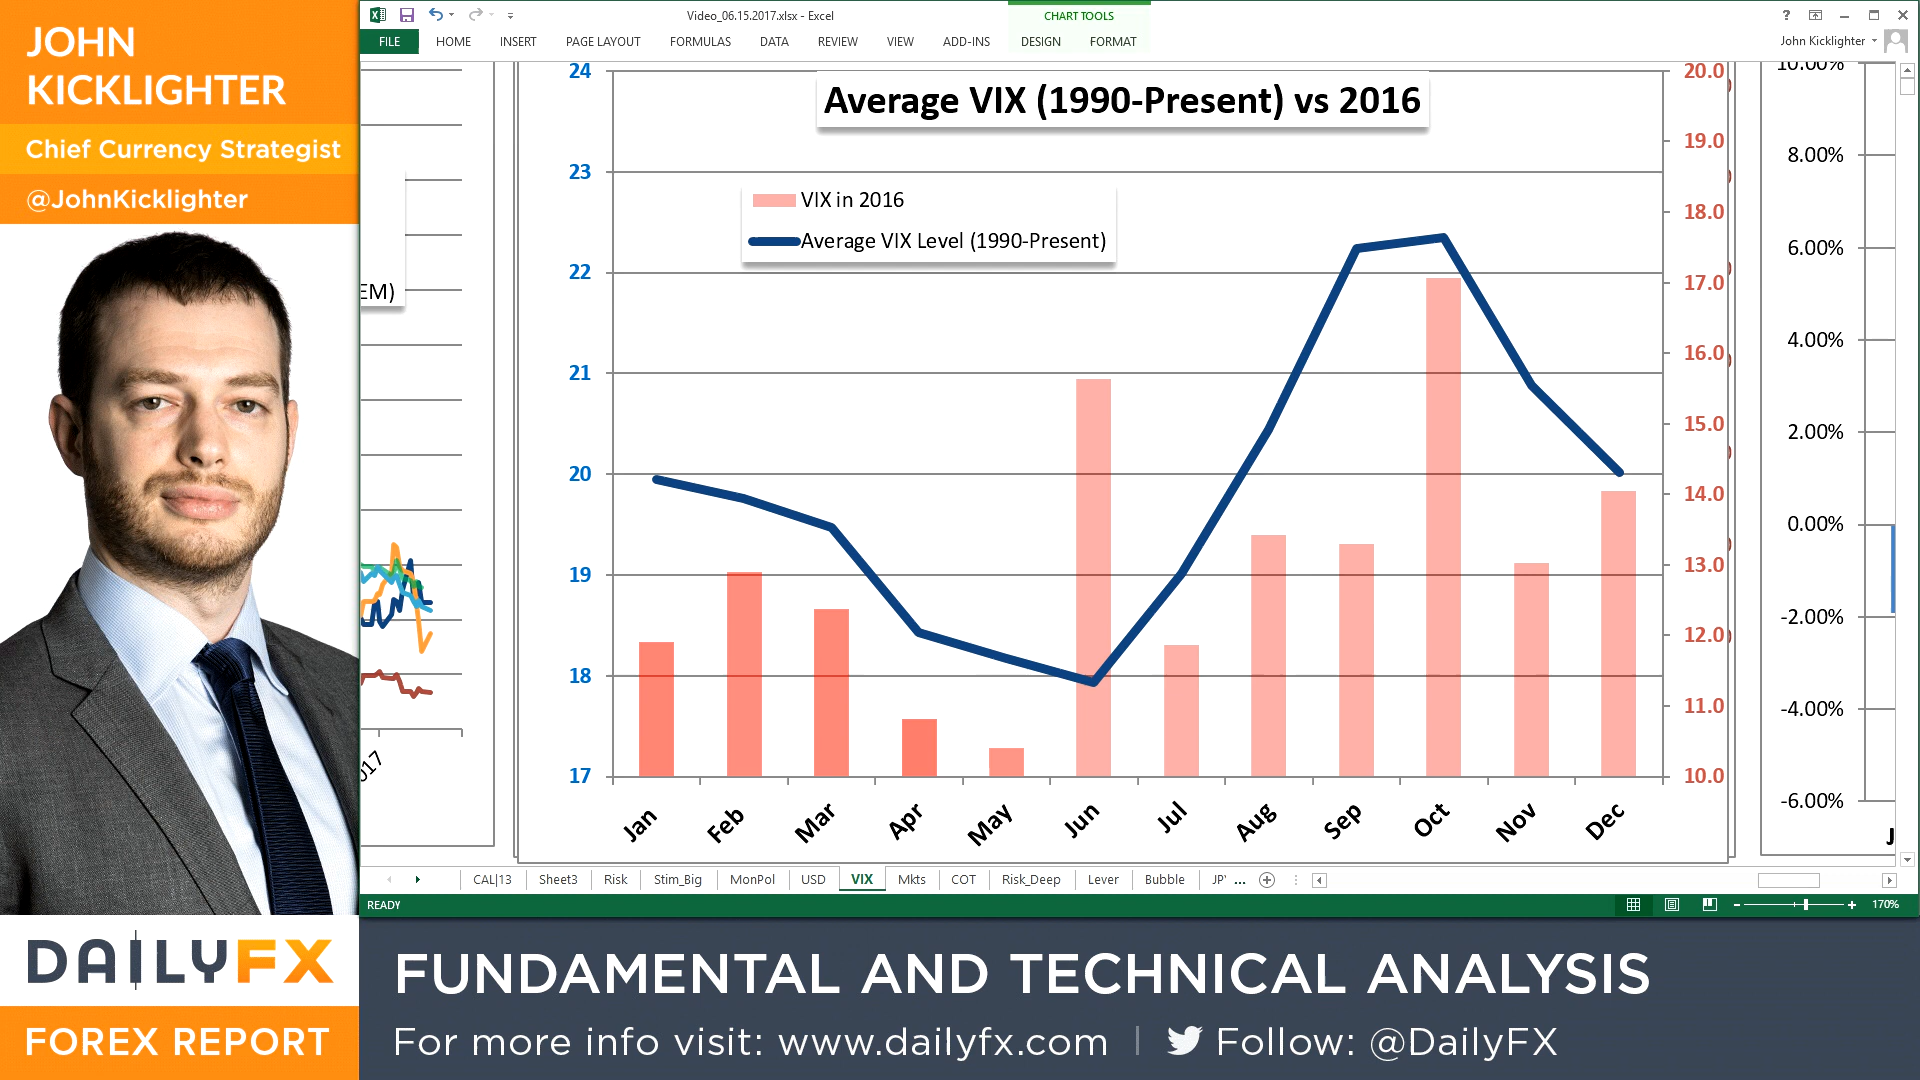 JOHN
KICKLIGHTER
Chief Currency Strategist
@JohnKicklighter
DAILYFX
FOREX REPORT
Video_06.15.2017.xlsx - Excel
CHART TOOLS
?
FILE
HOME
INSERT
PAGE LAYOUT
FORMULAS
DATA
REVIEW
VIEW
ADD-INS
DESIGN
FORMAT
John Kicklighter
EM)
017
Average VIX (1990-Present) vs 2016
VIX in 2016
Average VIX Level (1990-Present)
24
23
22
21
20
19
18
17
20.0
19.0
18.0
17.0
16.0
15.0
14.0
13.0
12.0
11.0
10.0
Jan
Feb
Mar
Apr
May
Jun
Jul
Aug
Sep
Oct
Nov
Dec
10.00%
8.00%
6.00%
4.00%
2.00%
0.00%
-2.00%
-4.00%
-6.00%
J
CAL|13
Sheet3
Risk
Stim_Big
MonPol
USD
VIX
Mkts
COT
Risk_Deep
Lever
Bubble
JP
...
READY
170%
FUNDAMENTAL AND TECHNICAL ANALYSIS
For more info visit: www.dailyfx.com | Follow: @DailyFX